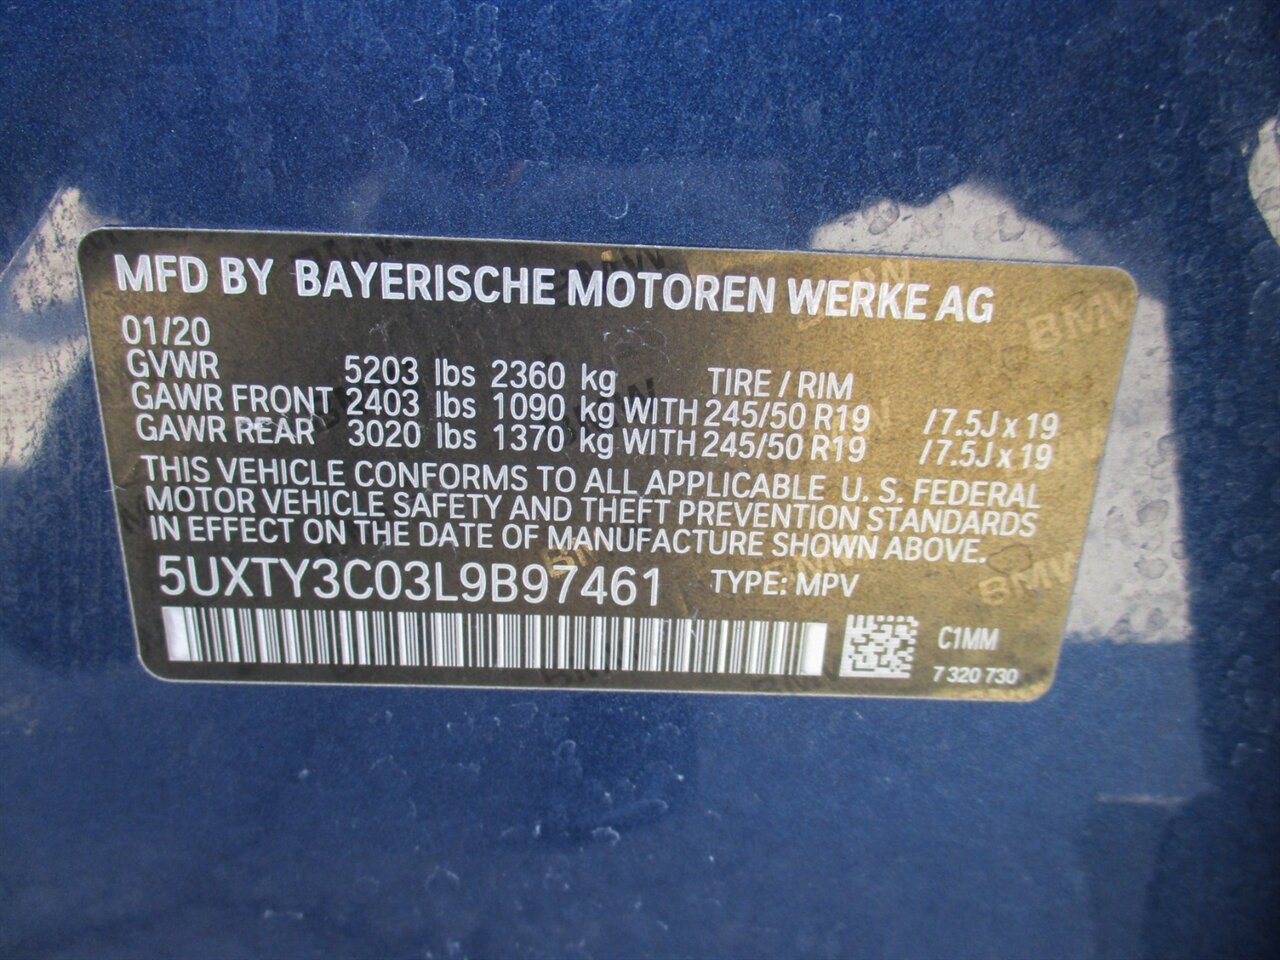 MFD BY BAYERISCHE MOTOREN WERKE AG
01/20
GVWR 5203 lbs 2360 kg TIRE / RIM
GAWR FRONT 2403 lbs 1090 kg WITH 245/50 R19 /7.5J x 19
GAWR REAR 3020 lbs 1370 kg WITH 245/50 R19 /7.5J x 19
THIS VEHICLE CONFORMS TO ALL APPLICABLE U. S. FEDERAL
MOTOR VEHICLE SAFETY AND THEFT PREVENTION STANDARDS
IN EFFECT ON THE DATE OF MANUFACTURE SHOWN ABOVE.
5UXTY3C03L9B97461 TYPE: MPV
C1MM
7 320 730